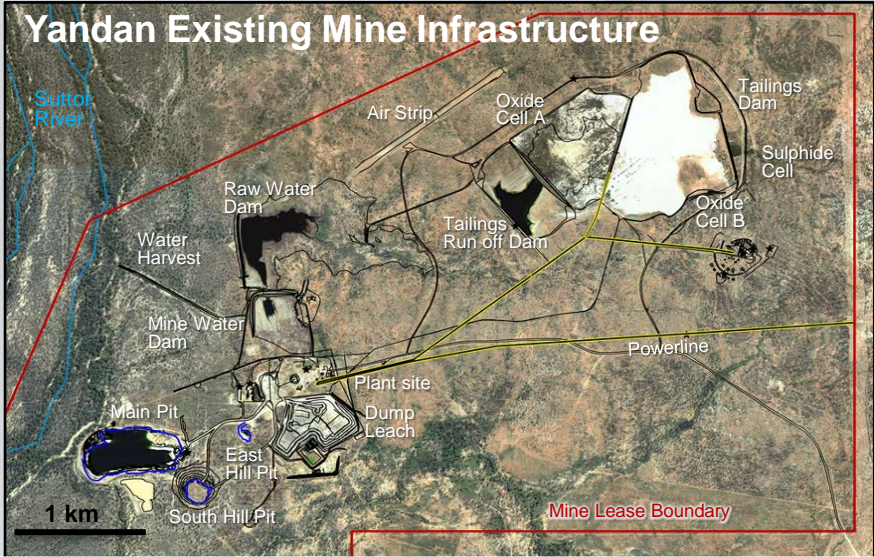 Yandan Existing Mine Infrastructure
Suttor
River
Air Strip
Oxide
Cell A
Tailings
Dam
Sulphide
Cell
Raw Water
Dam
Oxide
Cell B
Tailings
Run off Dam
Water
Harvest
Mine Water
Dam
Powerline
Plant site
Main Pit
Dump
Leach
East
Hill Pit
South Hill Pit
1 km
Mine Lease Boundary